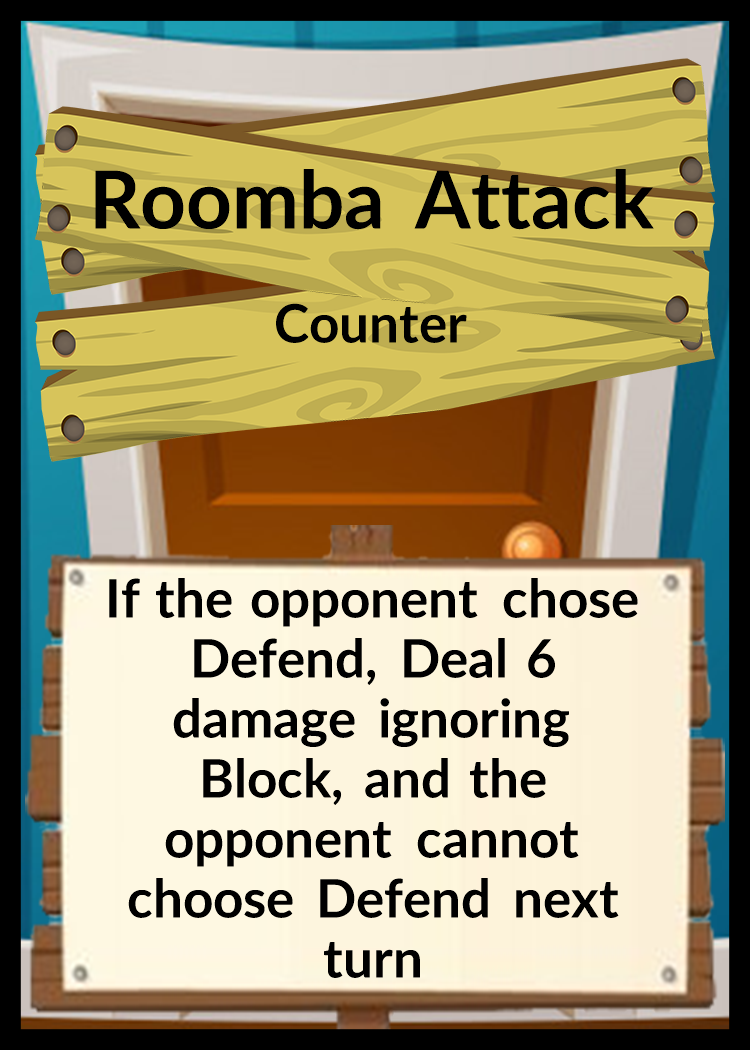 Roomba Attack
Counter
If the opponent chose
Defend, Deal 6
damage ignoring
Block, and the
opponent cannot
choose Defend next
turn